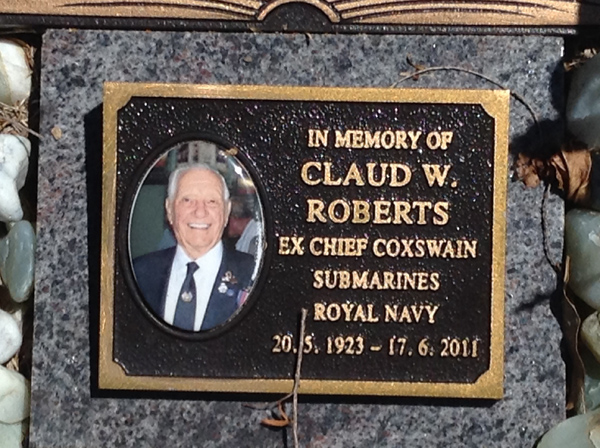 IN MEMORY OF
CLAUD W.
ROBERTS
EX CHIEF COXSWAIN
SUBMARINES
ROYAL NAVY
20. 5. 1923 – 17. 6. 2011